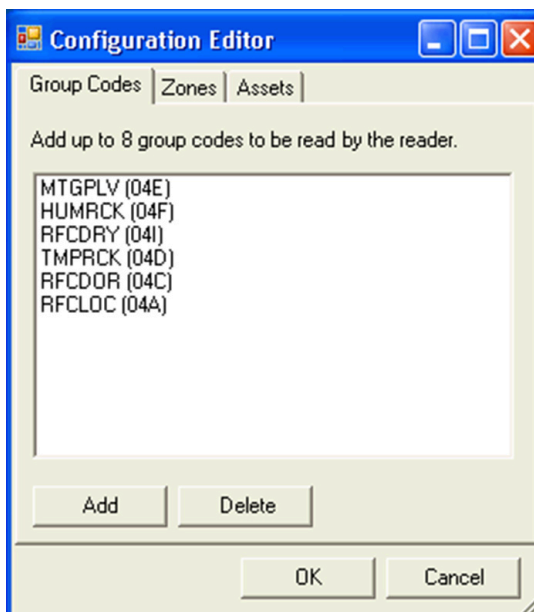 Configuration Editor
Group Codes Zones Assets
Add up to 8 group codes to be read by the reader.
MTGPLV (04E)
HUMRCK (04F)
RFCDRY (04I)
TMPRCK (04D)
RFCDOR (04C)
RFCLOC (04A)
Add Delete
OK Cancel